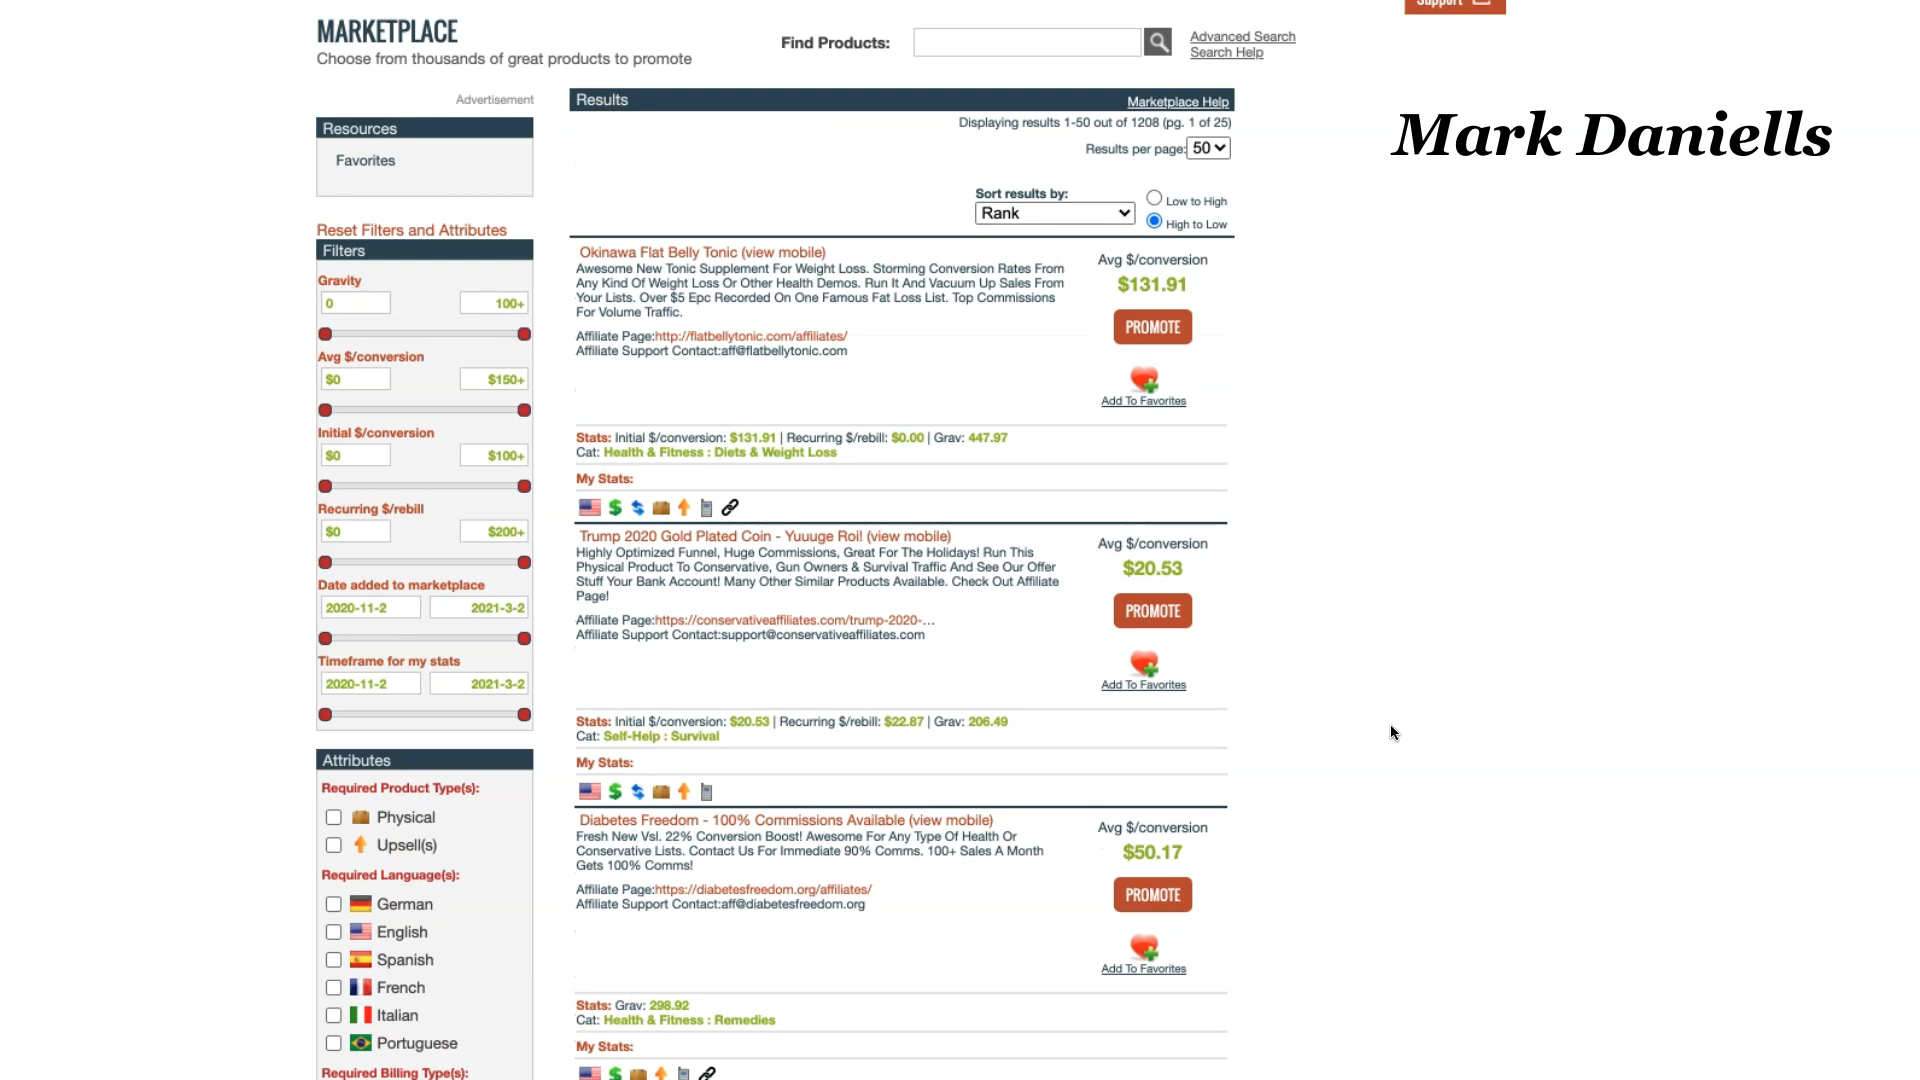 Support
MARKETPLACE
Choose from thousands of great products to promote
Find Products:
Advanced Search
Search Help
Mark Daniells
Advertisement
Resources
Favorites
Reset Filters and Attributes
Filters
Gravity
0 100+
Avg $/conversion
$0 $150+
Initial $/conversion
$0 $100+
Recurring $/rebill
$0 $200+
Date added to marketplace
2020-11-2 2021-3-2
Timeframe for my stats
2020-11-2 2021-3-2
Attributes
Required Product Type(s):
Physical
Upsell(s)
Required Language(s):
German
English
Spanish
French
Italian
Portuguese
Required Billing Type(s):
Results Marketplace Help
Displaying results 1-50 out of 1208 (pg. 1 of 25)
Results per page: 50
Sort results by:
Rank
Low to High
High to Low
Okinawa Flat Belly Tonic (view mobile)
Awesome New Tonic Supplement For Weight Loss. Storming Conversion Rates From
Any Kind Of Weight Loss Or Other Health Demos. Run It And Vacuum Up Sales From
Your Lists. Over $5 Epc Recorded On One Famous Fat Loss List. Top Commissions
For Volume Traffic.
Affiliate Page:http://flatbellytonic.com/affiliates/
Affiliate Support Contact:aff@flatbellytonic.com
Avg $/conversion
$131.91
PROMOTE
Add To Favorites
Stats: Initial $/conversion: $131.91 | Recurring $/rebill: $0.00 | Grav: 447.97
Cat: Health & Fitness : Diets & Weight Loss
My Stats:
Trump 2020 Gold Plated Coin - Yuuuge Roi! (view mobile)
Highly Optimized Funnel, Huge Commissions, Great For The Holidays! Run This
Physical Product To Conservative, Gun Owners & Survival Traffic And See Our Offer
Stuff Your Bank Account! Many Other Similar Products Available. Check Out Affiliate
Page!
Affiliate Page:https://conservativeaffiliates.com/trump-2020-...
Affiliate Support Contact:support@conservativeaffiliates.com
Avg $/conversion
$20.53
PROMOTE
Add To Favorites
Stats: Initial $/conversion: $20.53 | Recurring $/rebill: $22.87 | Grav: 206.49
Cat: Self-Help : Survival
My Stats:
Diabetes Freedom - 100% Commissions Available (view mobile)
Fresh New Vsl. 22% Conversion Boost! Awesome For Any Type Of Health Or
Conservative Lists. Contact Us For Immediate 90% Comms. 100+ Sales A Month
Gets 100% Comms!
Affiliate Page:https://diabetesfreedom.org/affiliates/
Affiliate Support Contact:aff@diabetesfreedom.org
Avg $/conversion
$50.17
PROMOTE
Add To Favorites
Stats: Grav: 298.92
Cat: Health & Fitness : Remedies
My Stats: